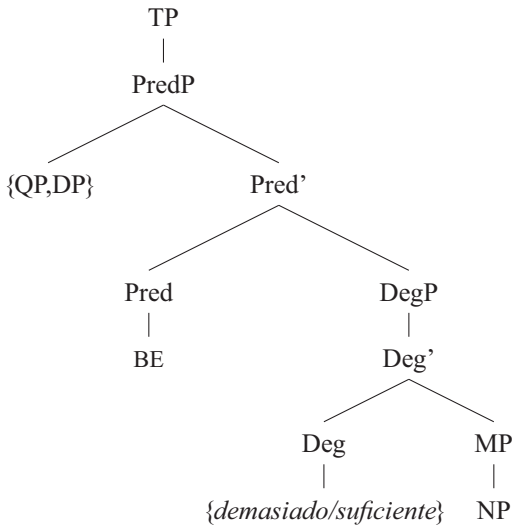 TP
PredP
{QP,DP} Pred’
Pred DegP
BE Deg’
Deg MP
{demasiado/suficiente} NP